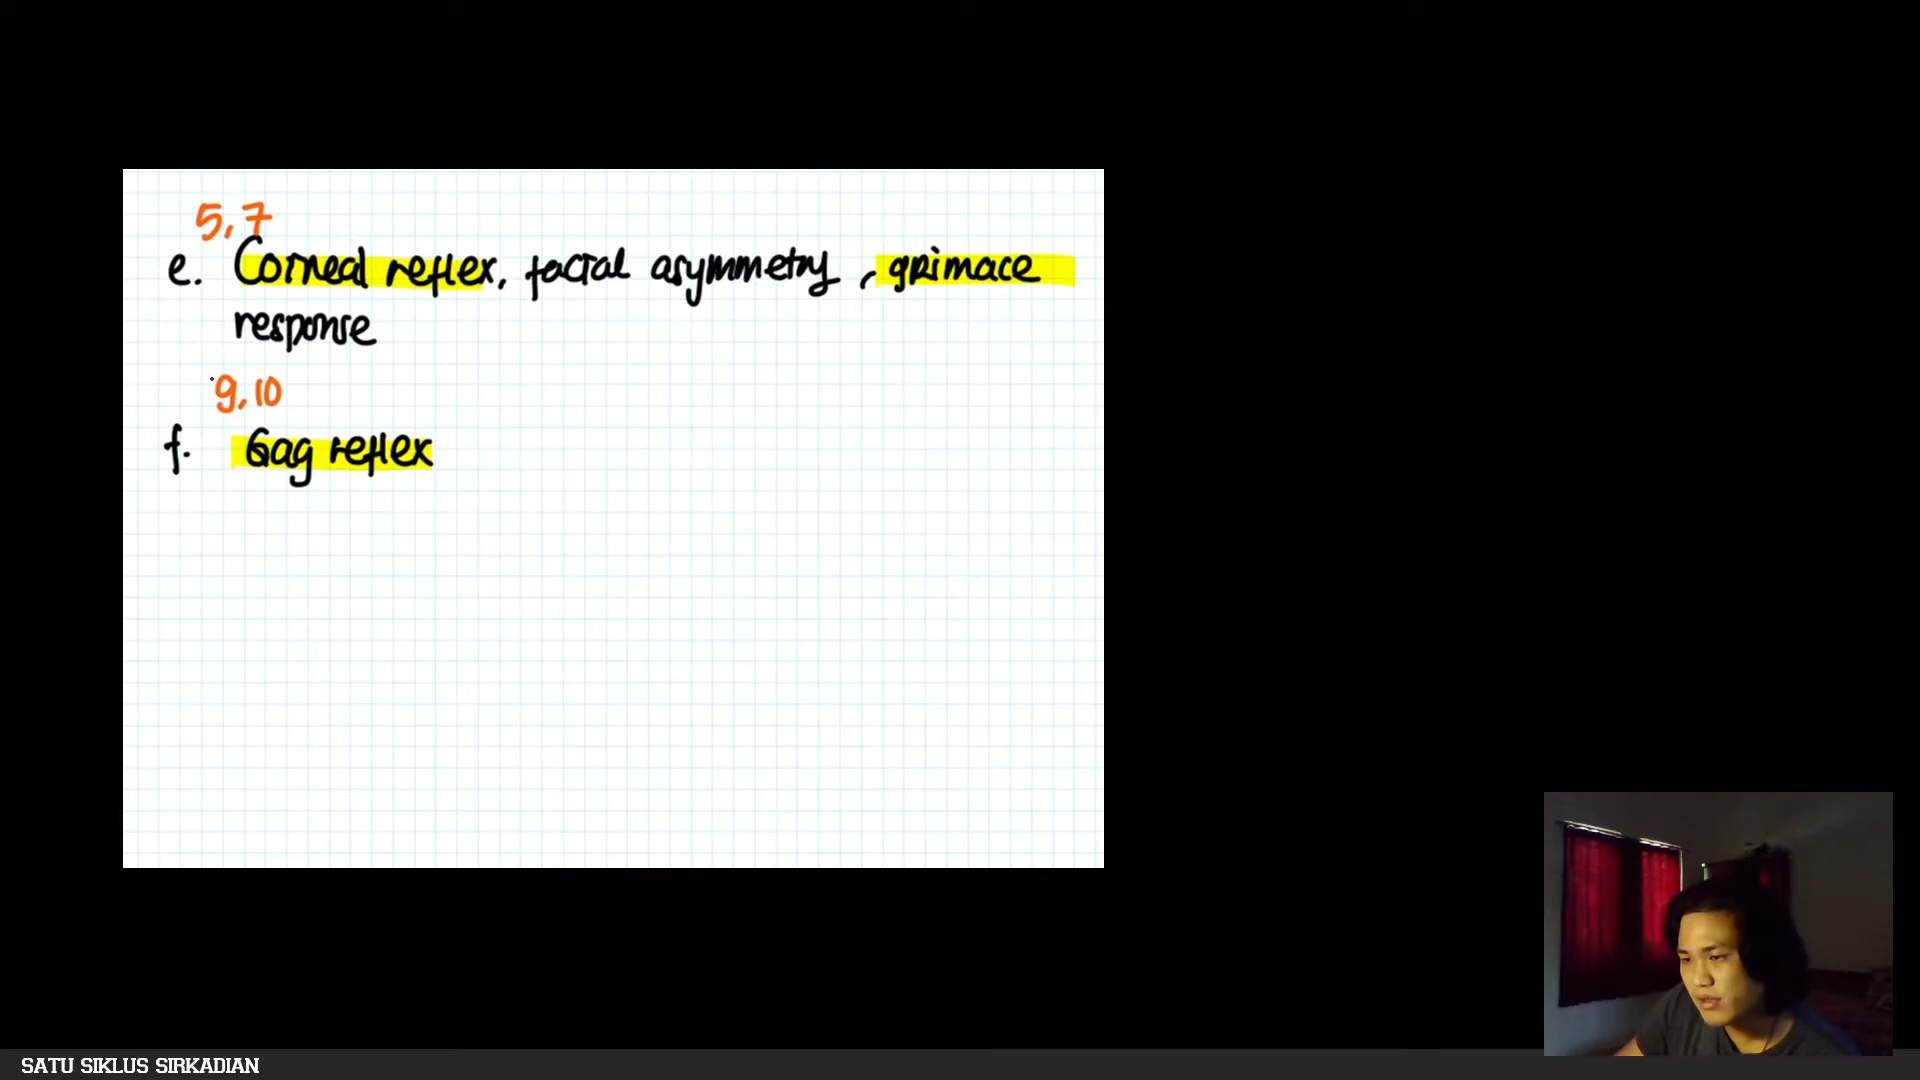 5, 7
e. Corneal reflex, facial asymmetry, grimace
response
9, 10
f. Gag reflex
SATU SIKLUS SIRKADIAN